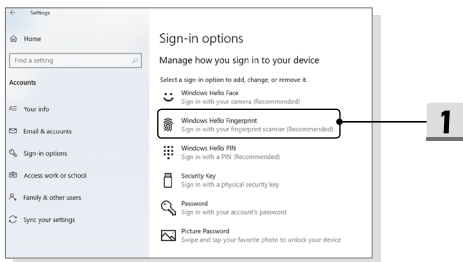 Settings
Home
Find a setting
Accounts
Your info
Email & accounts
Sign-in options
Access work or school
Family & other users
Sync your settings
Sign-in options
Manage how you sign in to your device
Select a sign-in option to add, change, or remove it.
Windows Hello Face
Sign in with your camera (Recommended)
Windows Hello Fingerprint
Sign in with your fingerprint scanner (Recommended)
Windows Hello PIN
Sign in with a PIN (Recommended)
Security Key
Sign in with a physical security key
Password
Sign in with your account's password
Picture Password
Swipe and tap your favorite photo to unlock your device
1